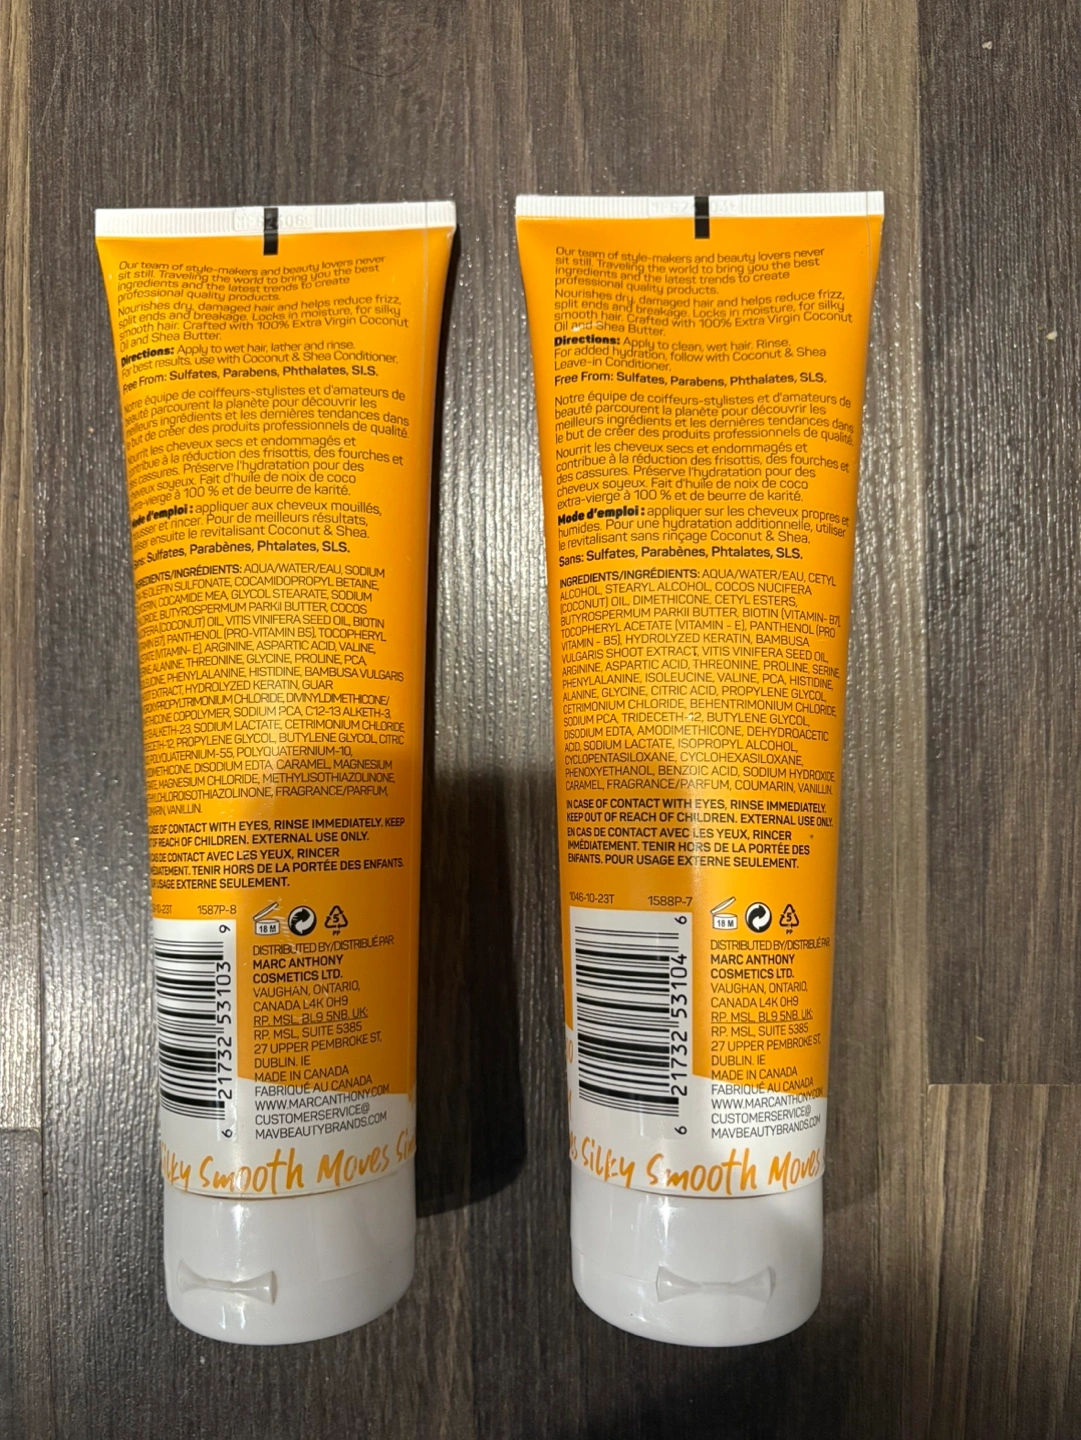 Our team of style-makers and beauty lovers never
sit still. Traveling the world to bring you the best
ingredients and the latest trends to create
professional quality products.
Nourishes dry, damaged hair and helps reduce frizz,
split ends and breakage. Locks in moisture, for silky
smooth hair. Crafted with 100% Extra Virgin Coconut
Oil and Shea Butter.
Directions: Apply to wet hair, lather and rinse.
For best results, use with Coconut & Shea Conditioner.
Free From: Sulfates, Parabens, Phthalates, SLS.
Notre équipe de coiffeurs-stylistes et d'amateurs de
beauté parcourent la planète pour découvrir les
meilleurs ingrédients et les dernières tendances dans
le but de créer des produits professionnels de qualité.
Nourrit les cheveux secs et endommagés et
contribue à la réduction des frisottis, des fourches et
des cassures. Préserve l'hydratation pour des
cheveux soyeux. Fait d'huile de noix de coco
extra-vierge à 100 % et de beurre de karité.
Mode d'emploi : appliquer aux cheveux mouillés,
mousser et rincer. Pour de meilleurs résultats,
utiliser ensuite le revitalisant Coconut & Shea.
Sans: Sulfates, Parabènes, Phtalates, SLS.
INGREDIENTS/INGRÉDIENTS: AQUA/WATER/EAU, SODIUM
OLEFIN SULFONATE, COCAMIDOPROPYL BETAINE,
COCAMIDE MEA, GLYCOL STEARATE, SODIUM
BUTYROSPERMUM PARKII BUTTER, COCOS
(COCONUT) OIL, VITIS VINIFERA SEED OIL, BIOTIN
PANTHENOL (PRO-VITAMIN B5), TOCOPHERYL
(VITAMIN- E), ARGININE, ASPARTIC ACID, VALINE,
ALANINE, THREONINE, GLYCINE, PROLINE, PCA,
PHENYLALANINE, HISTIDINE, BAMBUSA VULGARIS
EXTRACT, HYDROLYZED KERATIN, GUAR
CHLORIDE, DIVINYLDIMETHICONE/
COPOLYMER, SODIUM PCA, C12-13 ALKETH-3,
ALKETH-23, SODIUM LACTATE, CETRIMONIUM CHLORIDE
PROPYLENE GLYCOL, BUTYLENE GLYCOL, CITRIC
POLYQUATERNIUM-10,
DISODIUM EDTA, CARAMEL, MAGNESIUM
MAGNESIUM CHLORIDE, METHYLISOTHIAZOLINONE,
FRAGRANCE/PARFUM,
VANILLIN.
CASE OF CONTACT WITH EYES, RINSE IMMEDIATELY. KEEP
OF REACH OF CHILDREN. EXTERNAL USE ONLY.
CAS DE CONTACT AVEC LES YEUX, RINCER
TENIR HORS DE LA PORTÉE DES ENFANTS.
USAGE EXTERNE SEULEMENT.
1587P-8
18 M
5
PP
6 21732 53103 9
DISTRIBUTED BY/DISTRIBUÉ PAR
MARC ANTHONY
COSMETICS LTD.
VAUGHAN, ONTARIO,
CANADA L4K 0H9
RP. MSL, BL9 5NB. UK:
RP. MSL, SUITE 5385
27 UPPER PEMBROKE ST,
DUBLIN. IE
MADE IN CANADA
FABRIQUÉ AU CANADA
WWW.MARCANTHONY.COM
CUSTOMERSERVICE@
MAVBEAUTYBRANDS.COM
Silky Smooth Moves
Our team of style-makers and beauty lovers never
sit still. Traveling the world to bring you the best
ingredients and the latest trends to create
professional quality products.
Nourishes dry, damaged hair and helps reduce frizz,
split ends and breakage. Locks in moisture, for silky
smooth hair. Crafted with 100% Extra Virgin Coconut
Oil and Shea Butter.
Directions: Apply to clean, wet hair. Rinse.
For added hydration, follow with Coconut & Shea
Leave-in Conditioner.
Free From: Sulfates, Parabens, Phthalates, SLS.
Notre équipe de coiffeurs-stylistes et d'amateurs de
beauté parcourent la planète pour découvrir les
meilleurs ingrédients et les dernières tendances dans
le but de créer des produits professionnels de qualité.
Nourrit les cheveux secs et endommagés et
contribue à la réduction des frisottis, des fourches et
des cassures. Préserve l'hydratation pour des
cheveux soyeux. Fait d'huile de noix de coco
extra-vierge à 100 % et de beurre de karité.
Mode d'emploi : appliquer sur les cheveux propres et
humides. Pour une hydratation additionnelle, utiliser
le revitalisant sans rinçage Coconut & Shea.
Sans: Sulfates, Parabènes, Phtalates, SLS.
INGREDIENTS/INGRÉDIENTS: AQUA/WATER/EAU, CETYL
ALCOHOL, STEARYL ALCOHOL, COCOS NUCIFERA
(COCONUT) OIL, DIMETHICONE, CETYL ESTERS,
BUTYROSPERMUM PARKII BUTTER, BIOTIN (VITAMIN- B7),
TOCOPHERYL ACETATE (VITAMIN - E), PANTHENOL (PRO
VITAMIN - B5), HYDROLYZED KERATIN, BAMBUSA
VULGARIS SHOOT EXTRACT, VITIS VINIFERA SEED OIL,
ARGININE, ASPARTIC ACID, THREONINE, PROLINE, SERINE,
PHENYLALANINE, ISOLEUCINE, VALINE, PCA, HISTIDINE,
ALANINE, GLYCINE, CITRIC ACID, PROPYLENE GLYCOL,
CETRIMONIUM CHLORIDE, BEHENTRIMONIUM CHLORIDE,
SODIUM PCA, TRIDECETH-12, BUTYLENE GLYCOL,
DISODIUM EDTA, AMODIMETHICONE, DEHYDROACETIC
ACID, SODIUM LACTATE, ISOPROPYL ALCOHOL,
CYCLOPENTASILOXANE, CYCLOHEXASILOXANE,
PHENOXYETHANOL, BENZOIC ACID, SODIUM HYDROXIDE,
CARAMEL, FRAGRANCE/PARFUM, COUMARIN, VANILLIN.
IN CASE OF CONTACT WITH EYES, RINSE IMMEDIATELY.
KEEP OUT OF REACH OF CHILDREN. EXTERNAL USE ONLY.
EN CAS DE CONTACT AVEC LES YEUX, RINCER
IMMÉDIATEMENT. TENIR HORS DE LA PORTÉE DES
ENFANTS. POUR USAGE EXTERNE SEULEMENT.
1046-10-23T 1588P-7
18 M
5
PP
6 21732 53104 6
DISTRIBUTED BY/DISTRIBUÉ PAR
MARC ANTHONY
COSMETICS LTD.
VAUGHAN, ONTARIO,
CANADA L4K 0H9
RP. MSL, BL9 5NB. UK:
RP. MSL, SUITE 5385
27 UPPER PEMBROKE ST,
DUBLIN. IE
MADE IN CANADA
FABRIQUÉ AU CANADA
WWW.MARCANTHONY.COM
CUSTOMERSERVICE@
MAVBEAUTYBRANDS.COM
Silky Smooth Moves